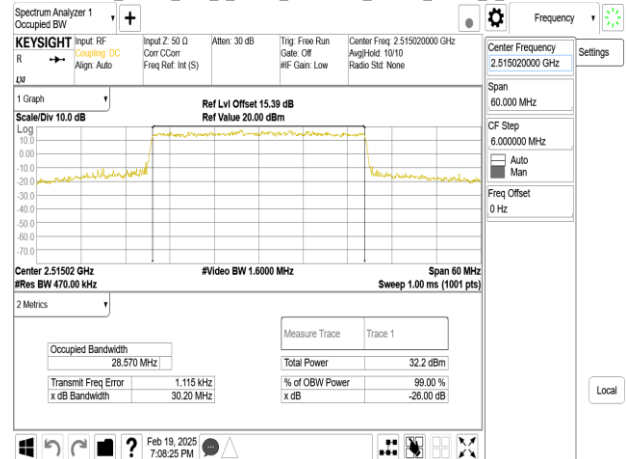 Spectrum Analyzer 1
Occupied BW
+
Frequency
KEYSIGHT
R
LXI
Input: RF
Coupling: DC
Align: Auto
Input Z: 50 Ω
Corr CCorr
Freq Ref: Int (S)
Atten: 30 dB
Trig: Free Run
Gate: Off
#IF Gain: Low
Center Freq: 2.515020000 GHz
Avg|Hold: 10/10
Radio Std: None
Center Frequency
2.515020000 GHz
Settings
Span
60.000 MHz
CF Step
6.000000 MHz
Auto
Man
Freq Offset
0 Hz
Local
1 Graph
Scale/Div 10.0 dB
Ref Lvl Offset 15.39 dB
Ref Value 20.00 dBm
Log
10.0
0.00
-10.0
-20.0
-30.0
-40.0
-50.0
-60.0
-70.0
Center 2.51502 GHz
#Video BW 1.6000 MHz
Span 60 MHz
#Res BW 470.00 kHz
Sweep 1.00 ms (1001 pts)
2 Metrics
Measure Trace
Trace 1
Occupied Bandwidth
28.570 MHz
Total Power
32.2 dBm
Transmit Freq Error
1.115 kHz
% of OBW Power
99.00 %
x dB Bandwidth
30.20 MHz
x dB
-26.00 dB
?
Feb 19, 2025
7:08:25 PM